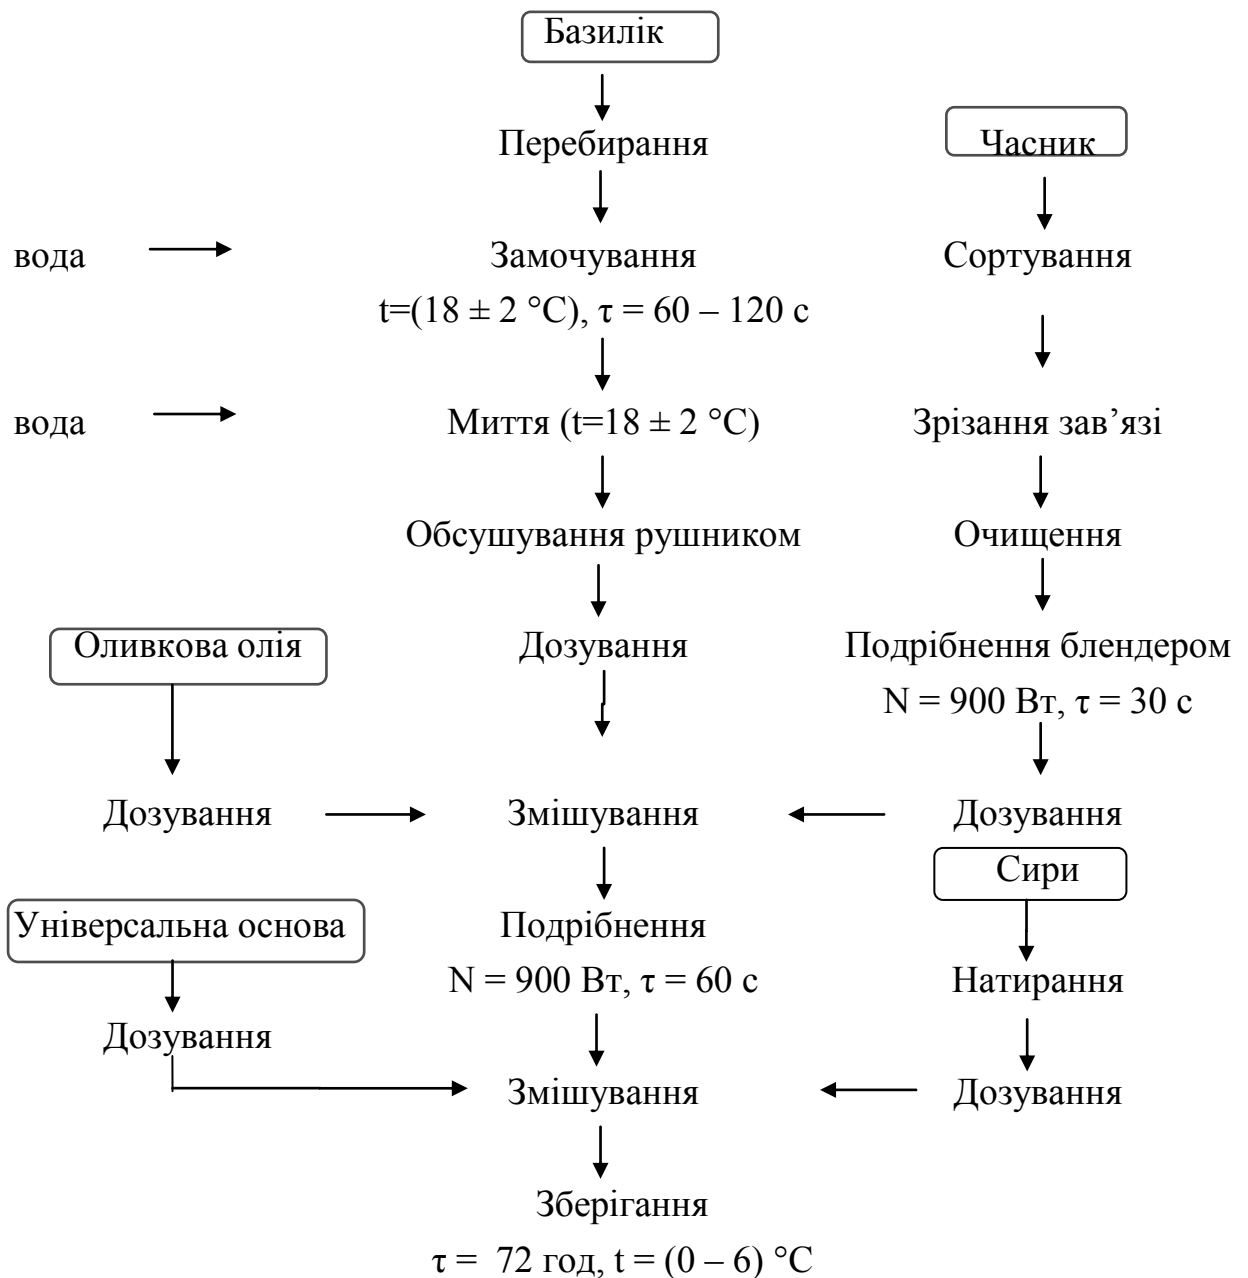 Базилік
Перебирання
Часник
вода
Замочування
Сортування
t=(18 ± 2 °C), τ = 60 – 120 с
вода
Миття (t=18 ± 2 °C)
Зрізання зав’язі
Обсушування рушником
Очищення
Оливкова олія
Дозування
Подрібнення блендером
N = 900 Вт, τ = 30 с
Дозування
Змішування
Дозування
Сири
Універсальна основа
Подрібнення
N = 900 Вт, τ = 60 с
Натирання
Дозування
Змішування
Дозування
Зберігання
τ = 72 год, t = (0 – 6) °C